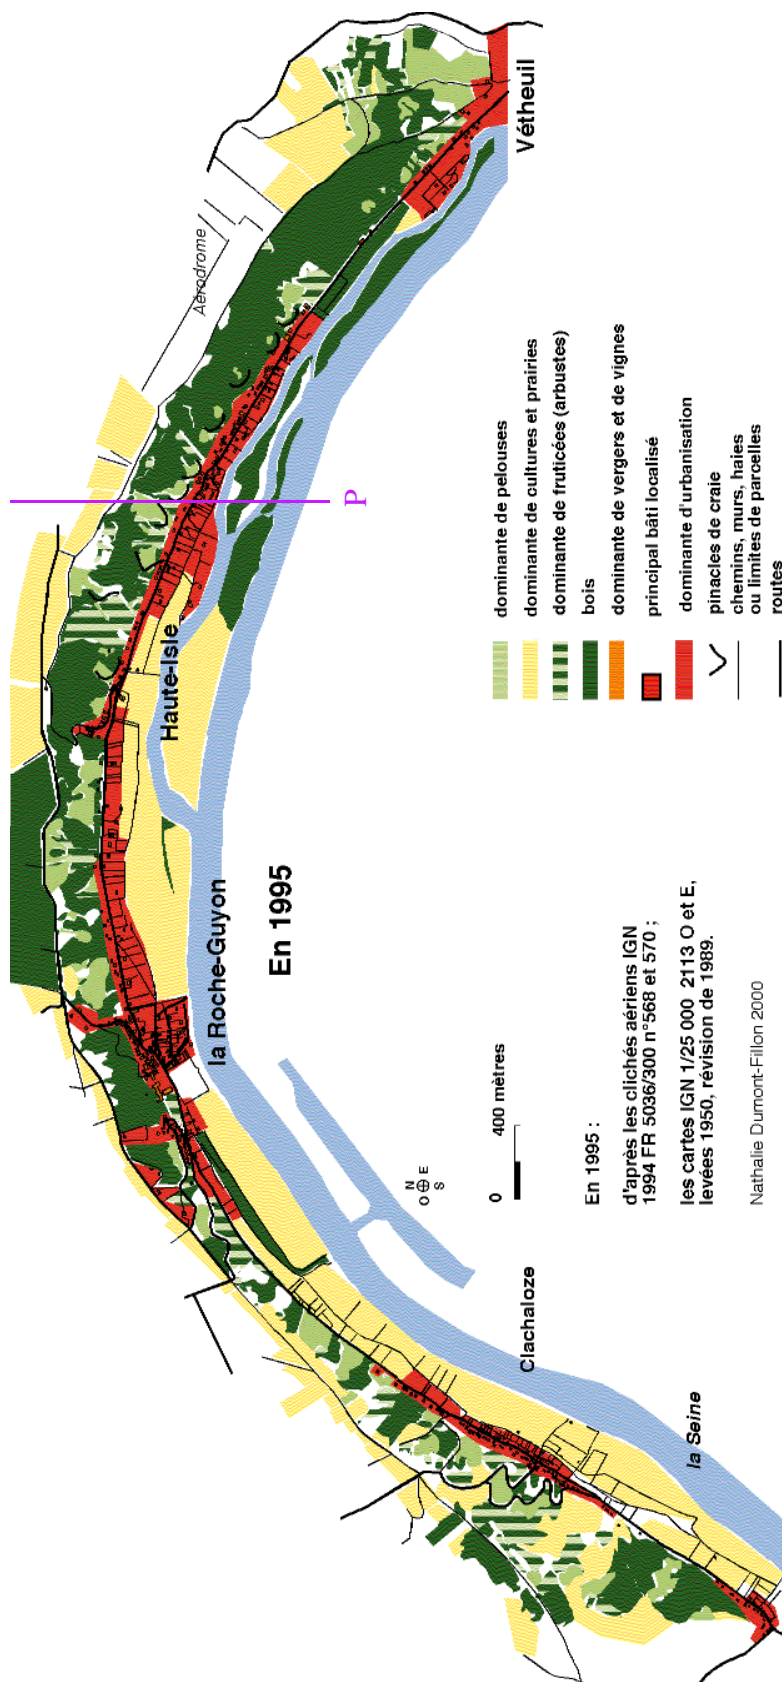 Vétheuil
Aérodrome
P
Haute-Isle
la Roche-Guyon
En 1995
Clachaloze
la Seine
N
O E
S
0 400 mètres
En 1995 :
d'après les clichés aériens IGN
1994 FR 5036/300 n°568 et 570 ;
les cartes IGN 1/25 000 2113 O et E,
levées 1950, révision de 1989.
Nathalie Dumont-Fillon 2000
dominante de pelouses
dominante de cultures et prairies
dominante de fruticées (arbustes)
bois
dominante de vergers et de vignes
principal bâti localisé
dominante d'urbanisation
pinacles de craie
chemins, murs, haies
ou limites de parcelles
routes